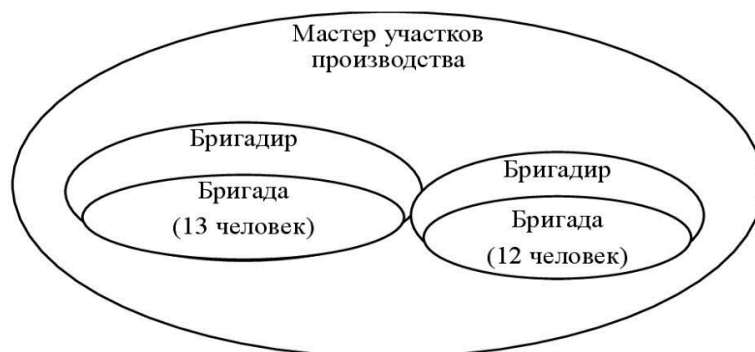 Мастер участков
производства
Бригадир
Бригада
(13 человек)
Бригадир
Бригада
(12 человек)